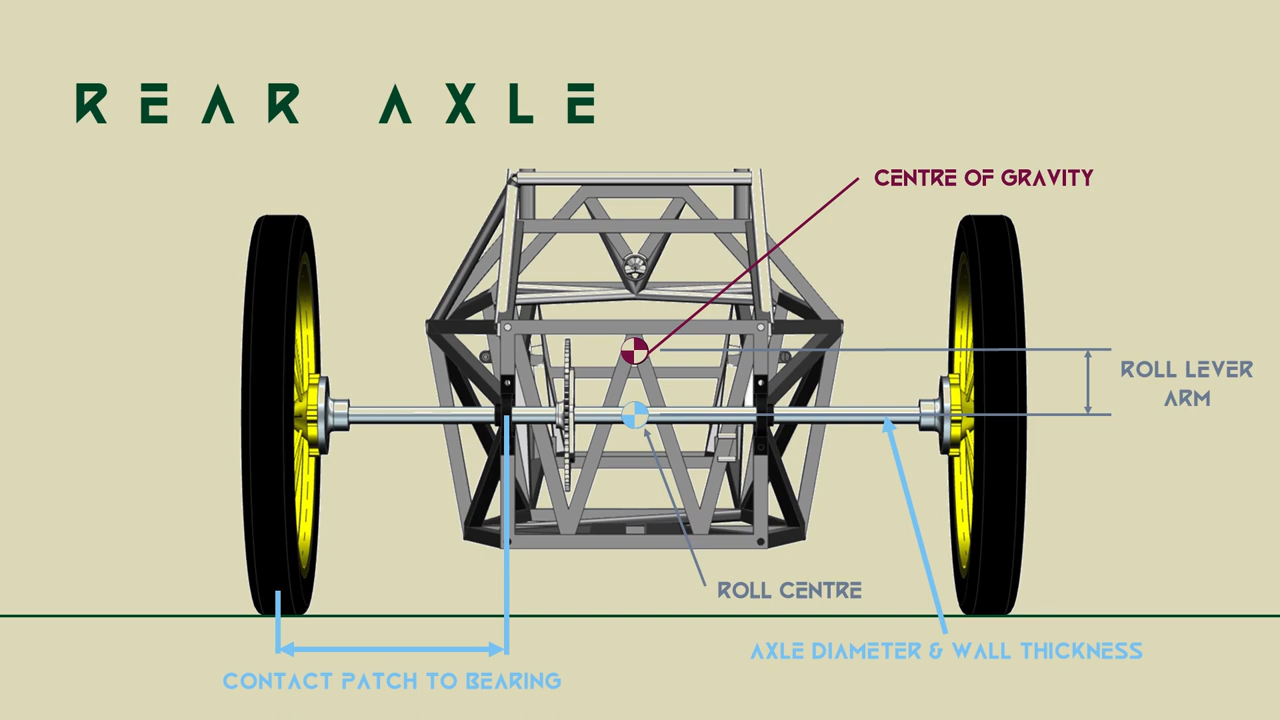 REAR AXLE
CENTRE OF GRAVITY
ROLL LEVER
ARM
ROLL CENTRE
AXLE DIAMETER & WALL THICKNESS
CONTACT PATCH TO BEARING